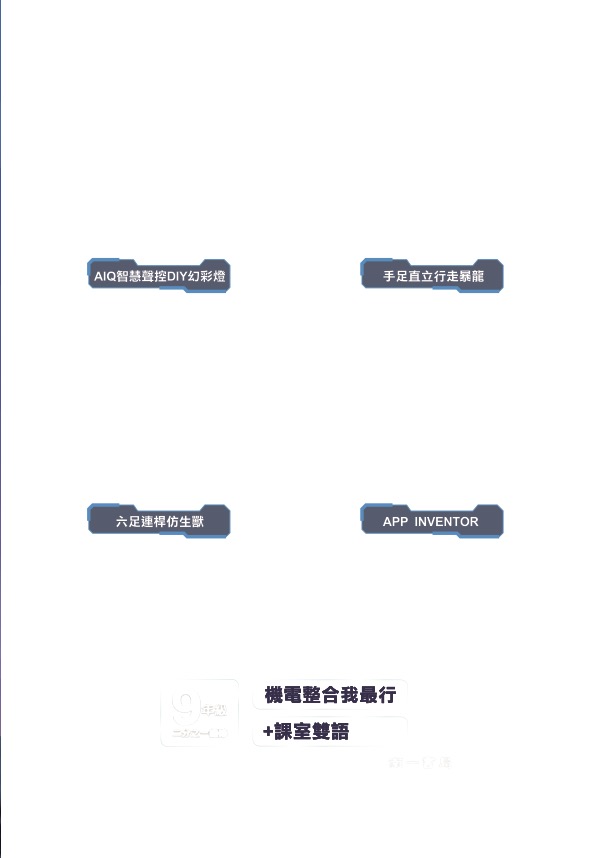 AIQ智慧聲控DIY幻彩燈
手足直立行走暴龍
六足連桿仿生獸
APP INVENTOR
9年級
機電整合我最行
+課室雙語